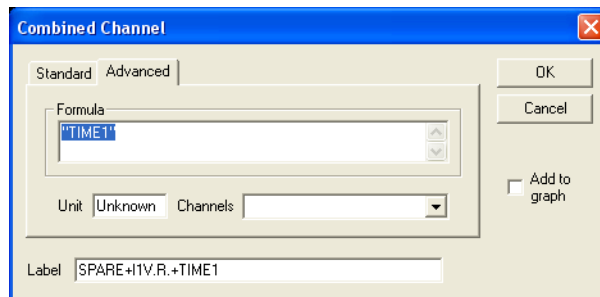 Combined Channel
Standard Advanced
OK
Formula
"TIME1"
Cancel
Add to
graph
Unit Unknown Channels
Label SPARE+I1V.R.+TIME1